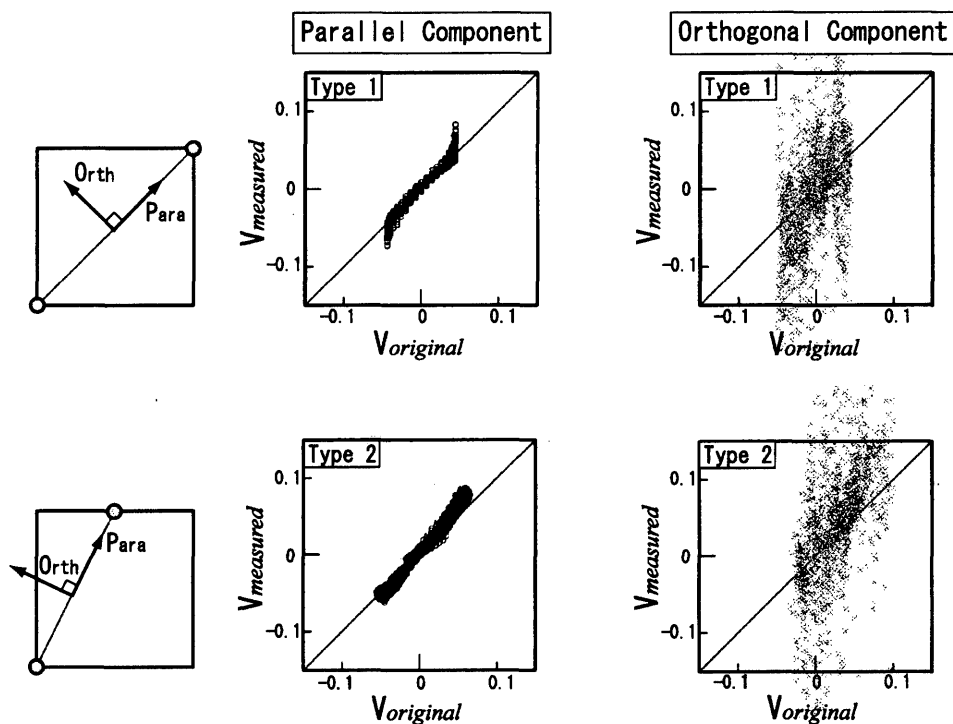 Parallel Component
Orthogonal Component
Orth
Para
Type 1
0.1
0
-0.1
Vmeasured
-0.1
0
0.1
Voriginal
Type 1
0.1
0
-0.1
Vmeasured
-0.1
0
0.1
Voriginal
Orth
Para
Type 2
0.1
0
-0.1
Vmeasured
-0.1
0
0.1
Voriginal
Type 2
0.1
0
-0.1
Vmeasured
-0.1
0
0.1
Voriginal